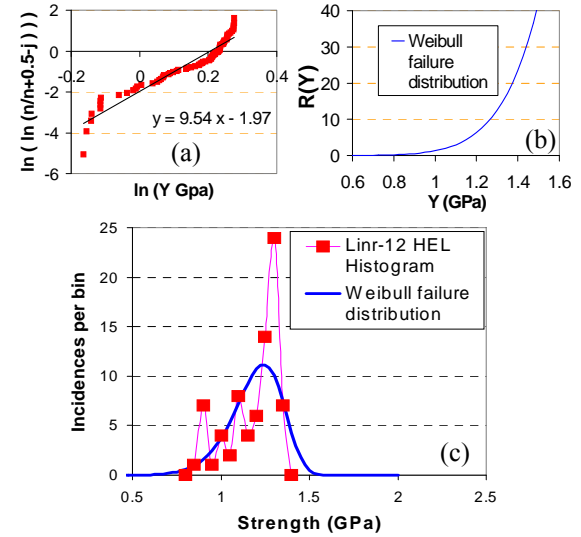 2
0
-0.2 0 0.2 0.4
-2
-4
-6
y = 9.54 x - 1.97
(a)
ln ( ln (n/n+0.5-j ) ) )
ln (Y Gpa)
40
30
20
10
0
0.6 0.8 1 1.2 1.4 1.6
R(Y)
Y (GPa)
Weibull
failure
distribution
(b)
25
20
15
10
5
0
0.5 1 1.5 2 2.5
Incidences per bin
Strength (GPa)
Linr-12 HEL
Histogram
Weibull failure
distribution
(c)